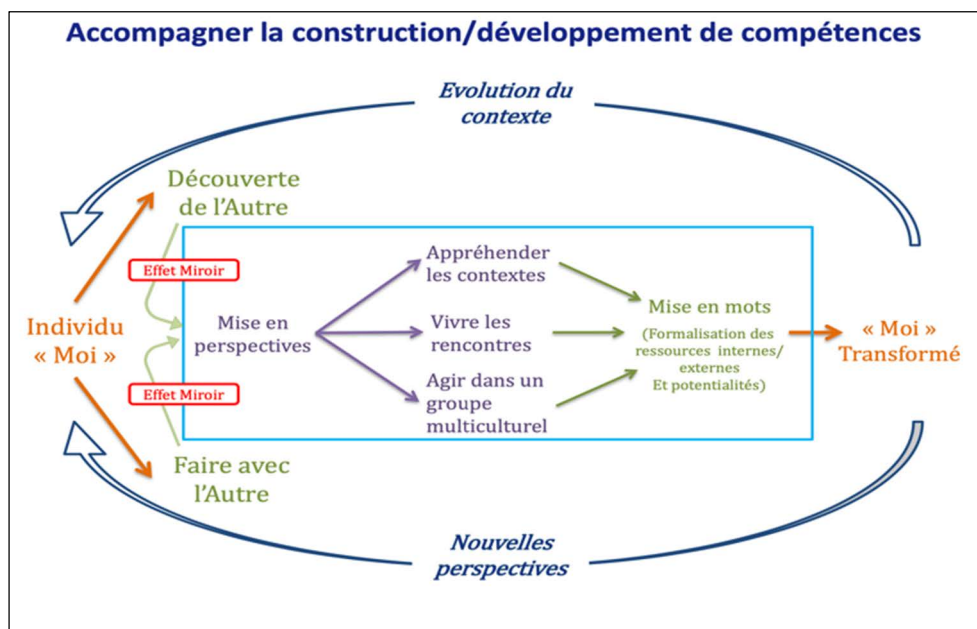 Accompagner la construction/développement de compétences
Evolution du
contexte
Découverte
de l'Autre
Effet Miroir
Individu
« Moi »
Effet Miroir
Faire avec
l'Autre
Mise en
perspectives
Appréhender
les contextes
Vivre les
rencontres
Agir dans un
groupe
multiculturel
Mise en mots
(Formalisation des
ressources internes/
externes
Et potentialités)
« Moi »
Transformé
Nouvelles
perspectives